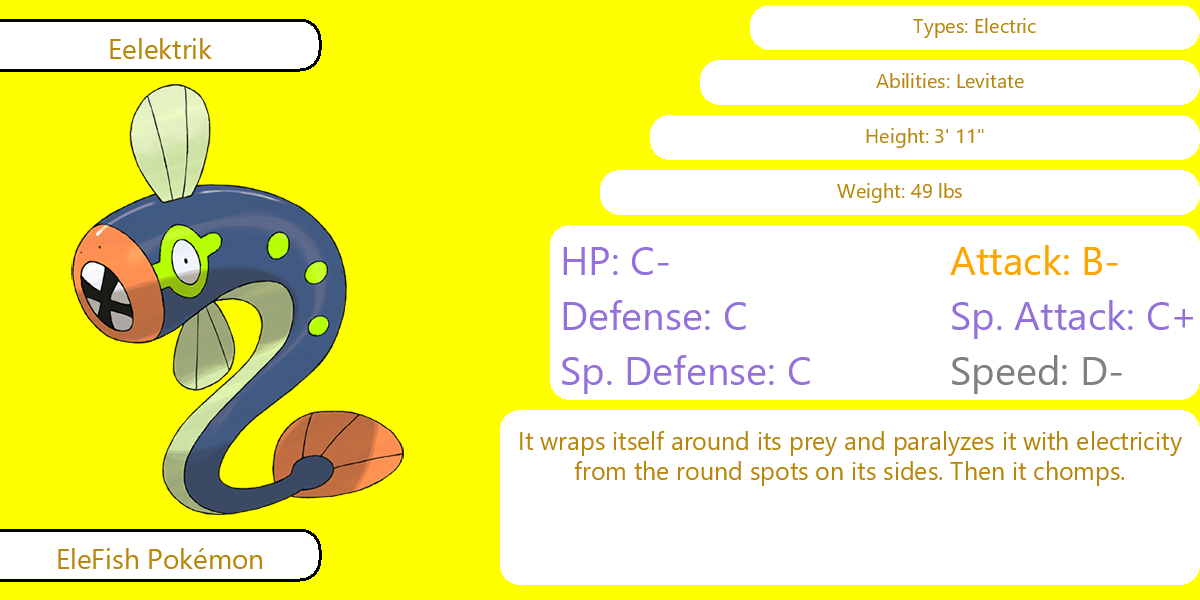 Eelektrik
Types: Electric
Abilities: Levitate
Height: 3' 11"
Weight: 49 lbs
HP: C-
Attack: B-
Defense: C
Sp. Attack: C+
Sp. Defense: C
Speed: D-
It wraps itself around its prey and paralyzes it with electricity
from the round spots on its sides. Then it chomps.
EleFish Pokémon